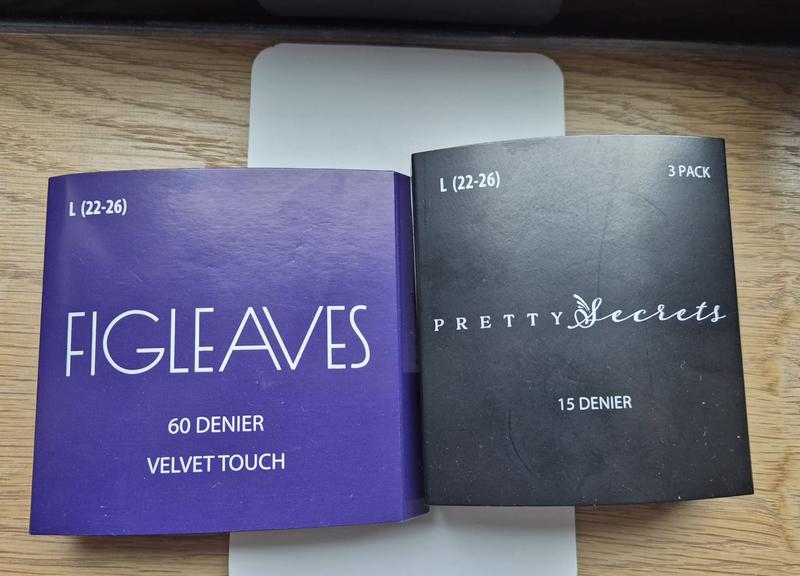 L (22-26)
FIGLEAVES
60 DENIER
VELVET TOUCH
L (22-26)
3 PACK
PRETTY Secrets
15 DENIER